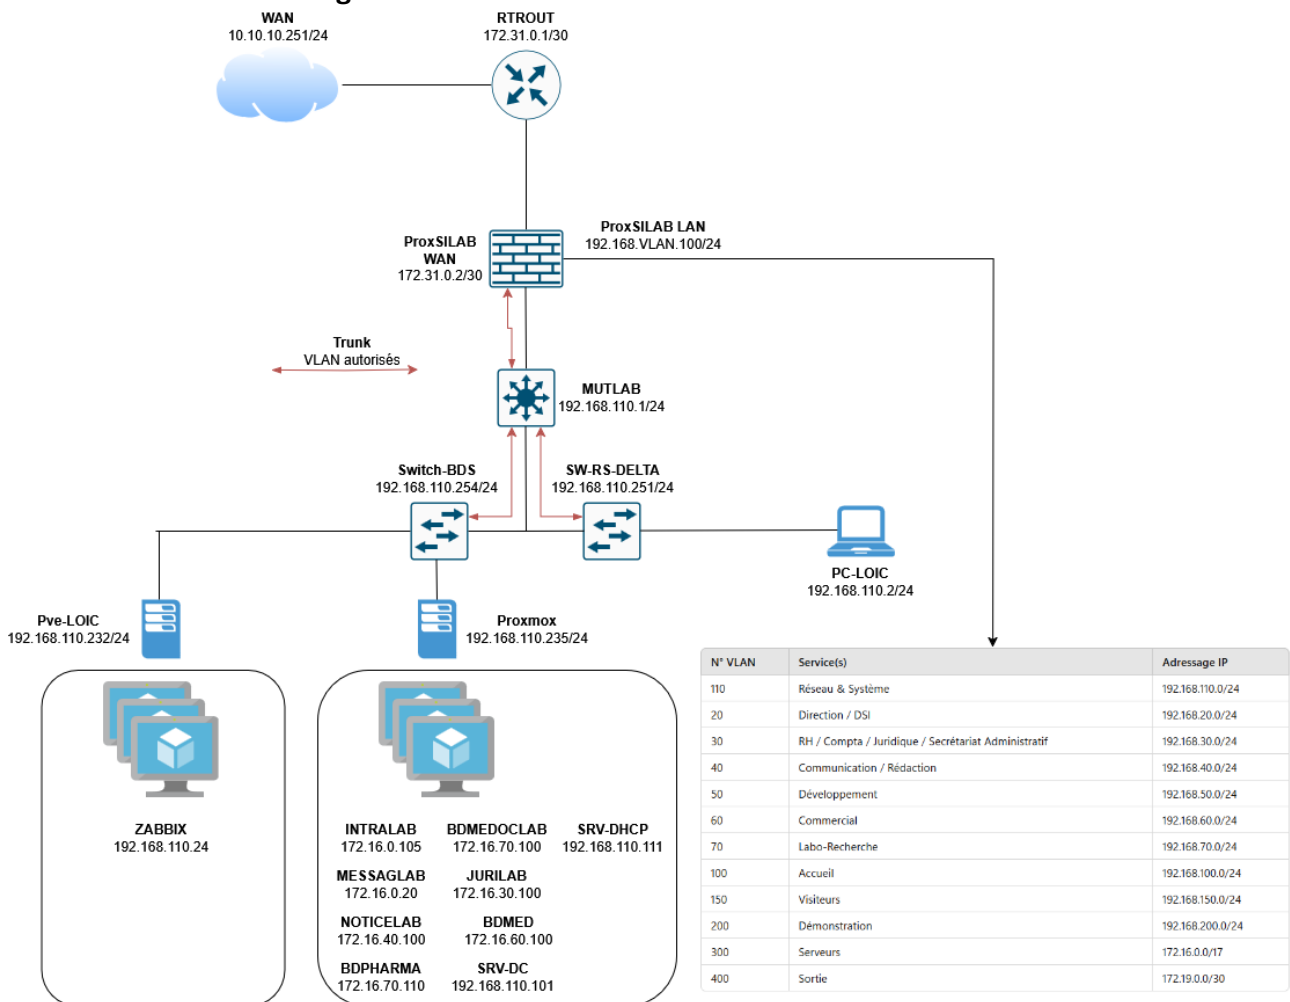 WAN
10.10.10.251/24
RTROUT
172.31.0.1/30
ProxSILAB LAN
192.168.VLAN.100/24
ProxSILAB
WAN
172.31.0.2/30
Trunk
VLAN autorisés
MUTLAB
192.168.110.1/24
Switch-BDS
192.168.110.254/24
SW-RS-DELTA
192.168.110.251/24
PC-LOIC
192.168.110.2/24
Pve-LOIC
192.168.110.232/24
Proxmox
192.168.110.235/24
ZABBIX
192.168.110.24
INTRALAB
172.16.0.105
BDMEDOCLAB
172.16.70.100
SRV-DHCP
192.168.110.111
MESSAGLAB
172.16.0.20
JURILAB
172.16.30.100
NOTICELAB
172.16.40.100
BDMED
172.16.60.100
BDPHARMA
172.16.70.110
SRV-DC
192.168.110.101
N° VLAN Service(s) Adressage IP
110 Réseau & Système 192.168.110.0/24
20 Direction / DSI 192.168.20.0/24
30 RH / Compta / Juridique / Secrétariat Administratif 192.168.30.0/24
40 Communication / Rédaction 192.168.40.0/24
50 Développement 192.168.50.0/24
60 Commercial 192.168.60.0/24
70 Labo-Recherche 192.168.70.0/24
100 Accueil 192.168.100.0/24
150 Visiteurs 192.168.150.0/24
200 Démonstration 192.168.200.0/24
300 Serveurs 172.16.0.0/17
400 Sortie 172.19.0.0/30